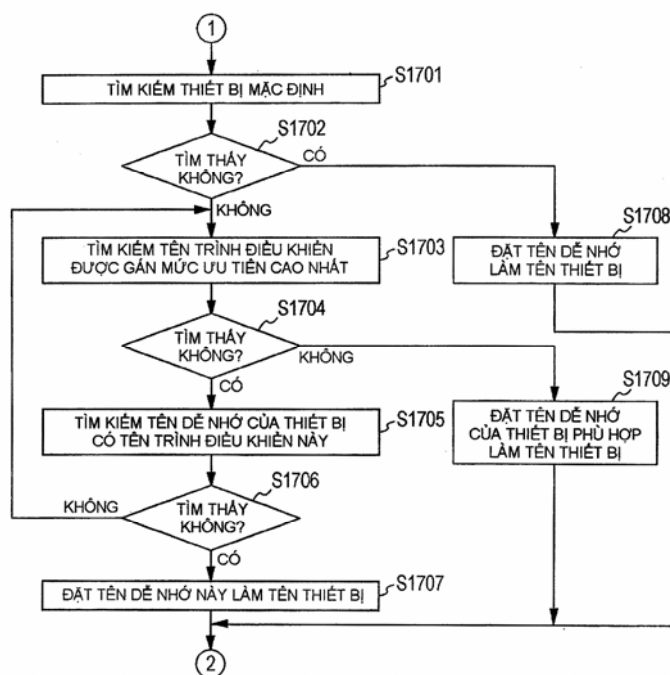 1
S1701
TÌM KIẾM THIẾT BỊ MẶC ĐỊNH
S1702
TÌM THẤY
KHÔNG?
CÓ
KHÔNG
S1703
TÌM KIẾM TÊN TRÌNH ĐIỀU KHIỂN
ĐƯỢC GÁN MỨC ƯU TIÊN CAO NHẤT
S1708
ĐẶT TÊN DỄ NHỚ
LÀM TÊN THIẾT BỊ
S1704
TÌM THẤY
KHÔNG?
KHÔNG
CÓ
S1705
TÌM KIẾM TÊN DỄ NHỚ CỦA THIẾT BỊ
CÓ TÊN TRÌNH ĐIỀU KHIỂN NÀY
S1709
ĐẶT TÊN DỄ NHỚ
CỦA THIẾT BỊ PHÙ HỢP
LÀM TÊN THIẾT BỊ
S1706
TÌM THẤY
KHÔNG?
KHÔNG
CÓ
S1707
ĐẶT TÊN DỄ NHỚ NÀY LÀM TÊN THIẾT BỊ
2